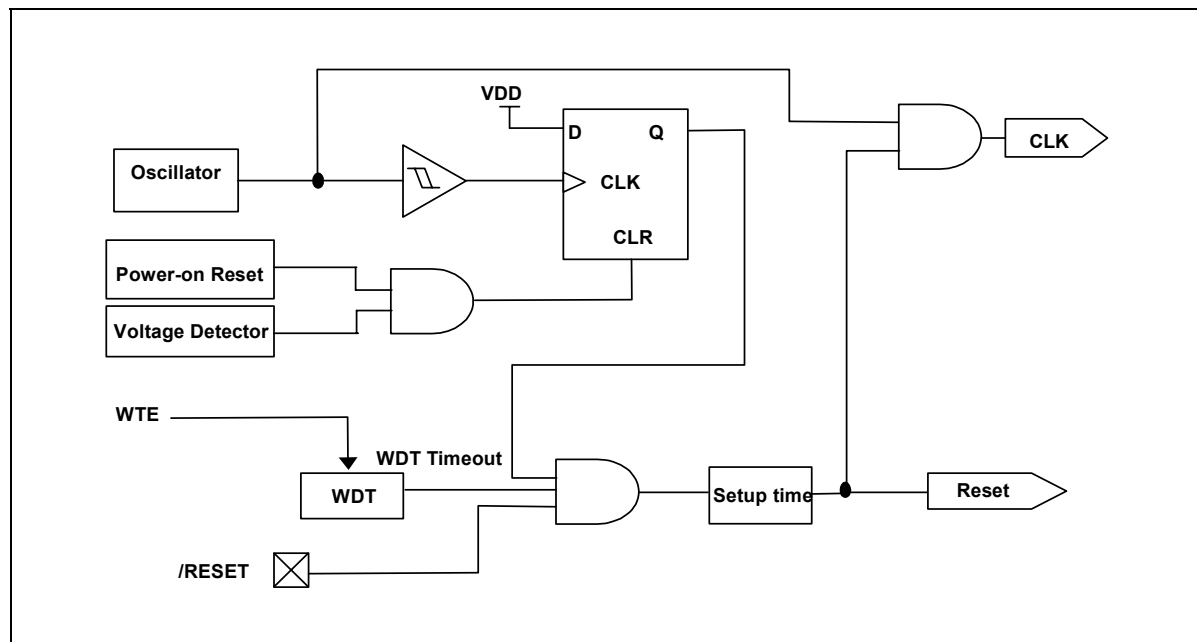 VDD
D Q
CLK
Oscillator
CLK
CLR
Power-on Reset
Voltage Detector
WTE
WDT Timeout
WDT
Setup time
Reset
/RESET